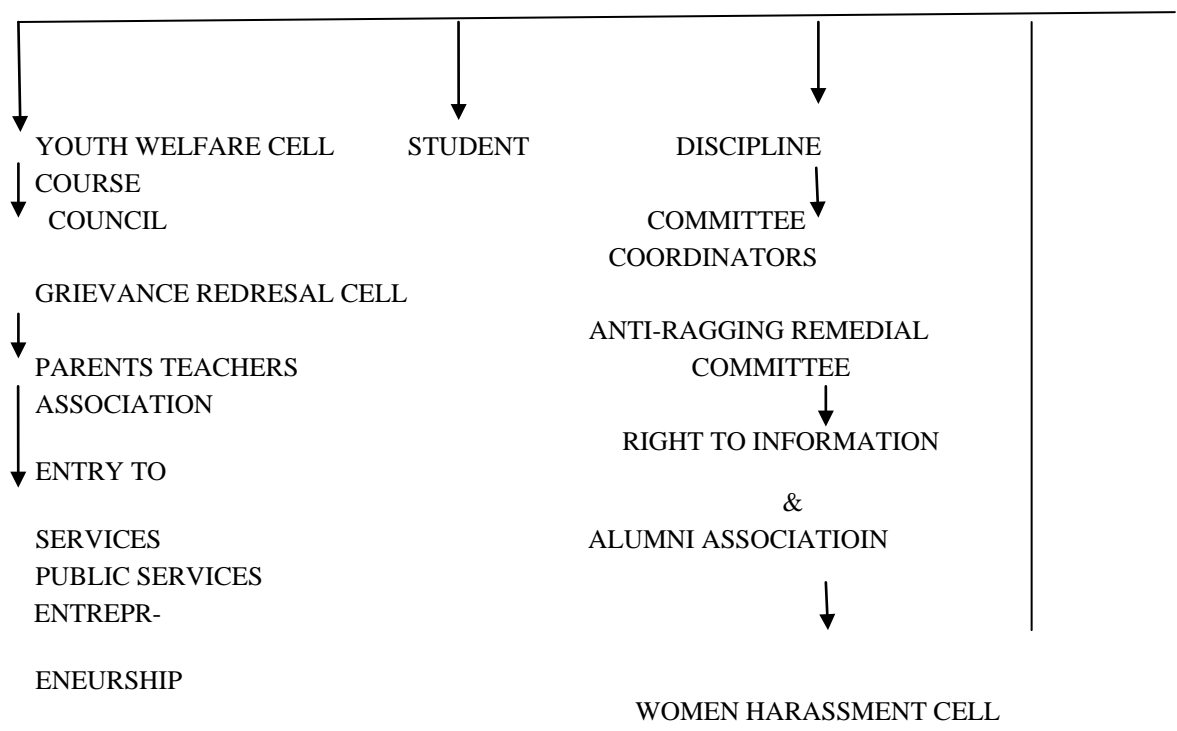 YOUTH WELFARE CELL STUDENT DISCIPLINE
COURSE
COUNCIL COMMITTEE
COORDINATORS
GRIEVANCE REDRESAL CELL
ANTI-RAGGING REMEDIAL
PARENTS TEACHERS COMMITTEE
ASSOCIATION
RIGHT TO INFORMATION
ENTRY TO
&
SERVICES ALUMNI ASSOCIATIOIN
PUBLIC SERVICES
ENTREPR-
ENEURSHIP
WOMEN HARASSMENT CELL